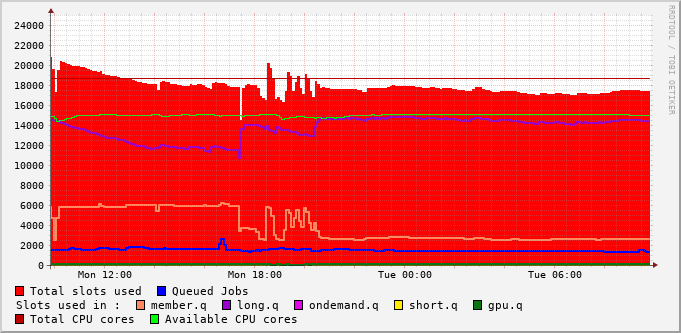 RRDTOOL / TOBI OETIKER
24000
22000
20000
18000
16000
14000
12000
10000
8000
6000
4000
2000
0
Mon 12:00 Mon 18:00 Tue 00:00 Tue 06:00
Total slots used Queued Jobs
Slots used in : member.q long.q ondemand.q short.q gpu.q
Total CPU cores Available CPU cores